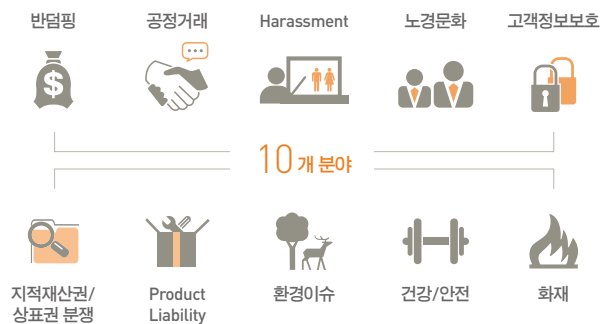 반덤핑
공정거래
Harassment
노경문화
고객정보보호
$
10개 분야
지적재산권/
상표권 분쟁
Product
Liability
환경이슈
건강/안전
화재